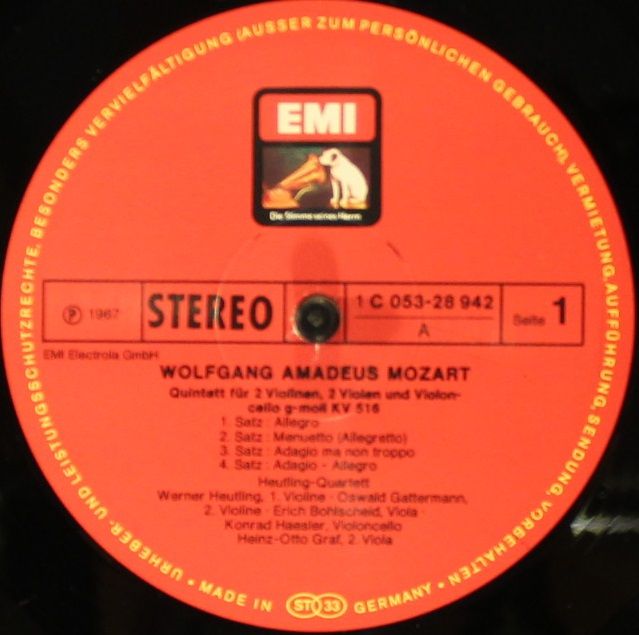 URHEBER- UND LEISTUNGSSCHUTZRECHTE, BESONDERS VERVIELFÄLTIGUNG (AUSSER ZUM PERSÖNLICHEN GEBRAUCH), VERMIETUNG, AUFFÜHRUNG, SENDUNG, VORBEHALTEN
EMI
Die Stimme seines Herrn
Ⓟ 1967
STEREO
1 C 053-28 942
A
Seite 1
EMI Electrola GmbH
WOLFGANG AMADEUS MOZART
Quintett für 2 Violinen, 2 Violen und Violon-
cello g-moll KV 516
1. Satz: Allegro
2. Satz: Menuetto (Allegretto)
3. Satz: Adagio ma non troppo
4. Satz: Adagio - Allegro
Heutling-Quartett
Werner Heutling, 1. Violine · Oswald Gattermann,
2. Violine · Erich Bohlscheid, Viola ·
Konrad Haesler, Violoncello
Heinz-Otto Graf, 2. Viola
• MADE IN ST 33 GERMANY •